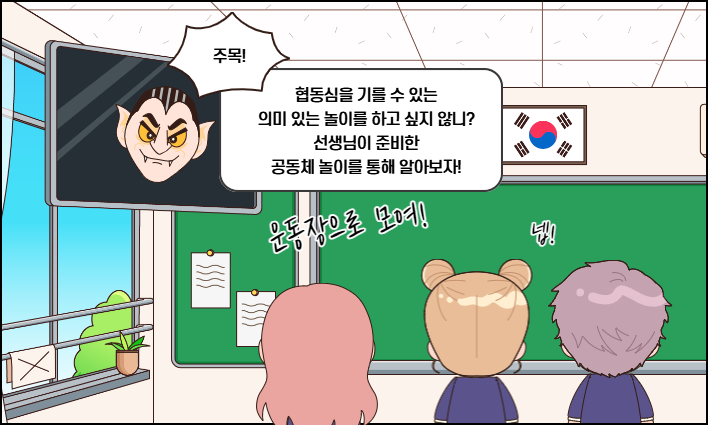 주목!
협동심을 기를 수 있는
의미 있는 놀이를 하고 싶지 않니?
선생님이 준비한
공동체 놀이를 통해 알아보자!
운동장으로 모여!
넵!